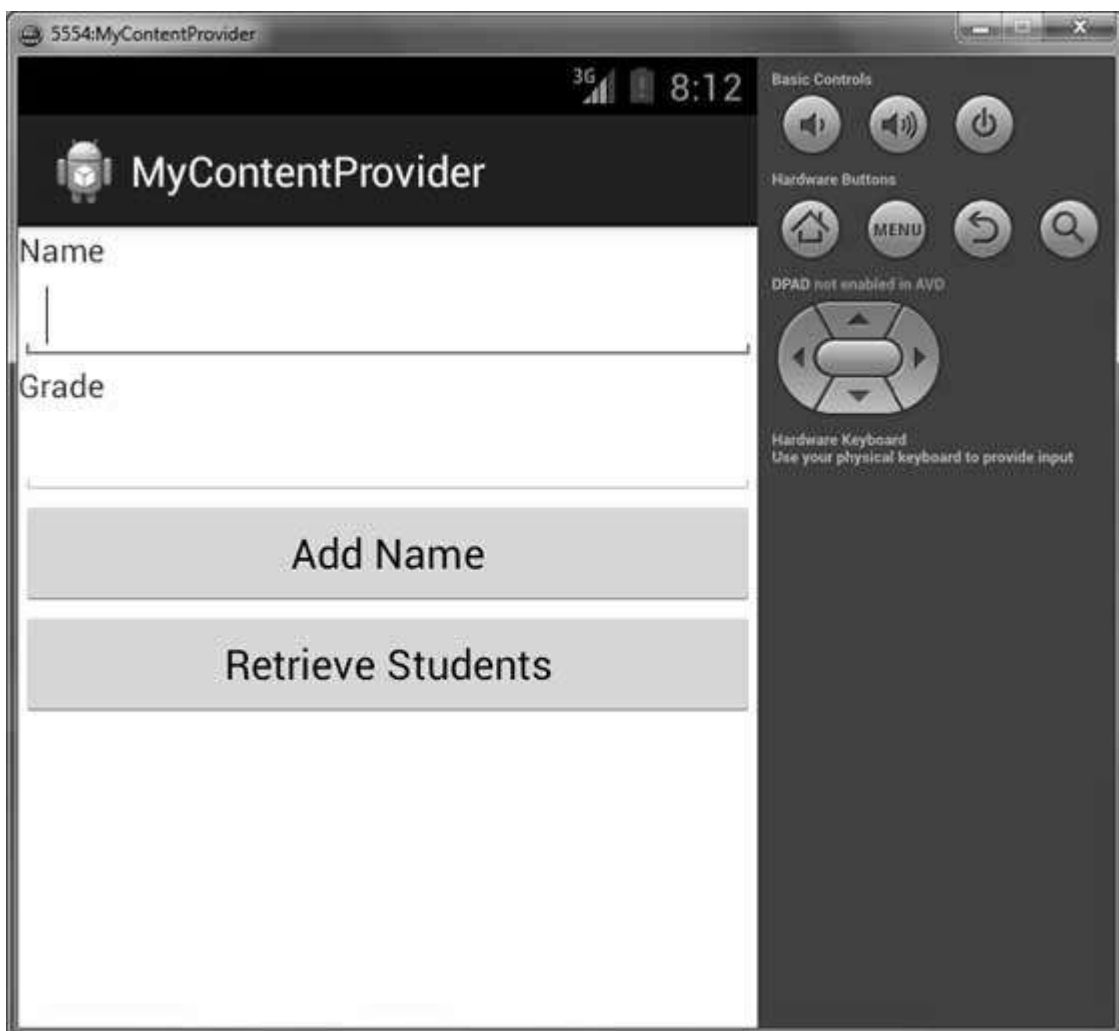 5554:MyContentProvider
3G 8:12
MyContentProvider
Name
Grade
Add Name
Retrieve Students
Basic Controls
Hardware Buttons
MENU
DPAD not enabled in AVD
Hardware Keyboard
Use your physical keyboard to provide input